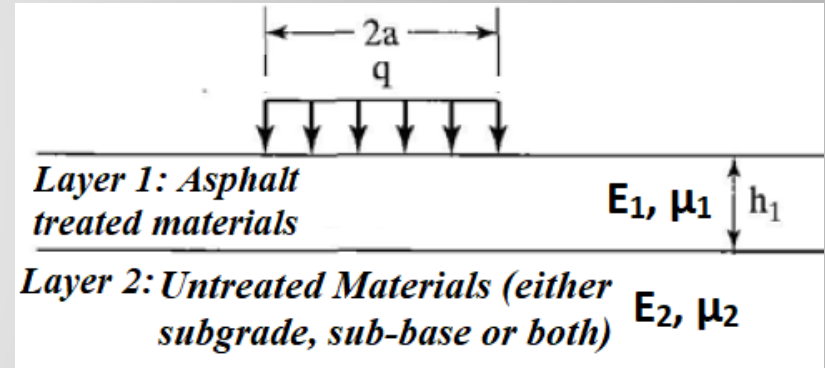 2a
q
Layer 1: Asphalt
treated materials
E₁, μ₁
h₁
Layer 2: Untreated Materials (either
subgrade, sub-base or both)
E₂, μ₂